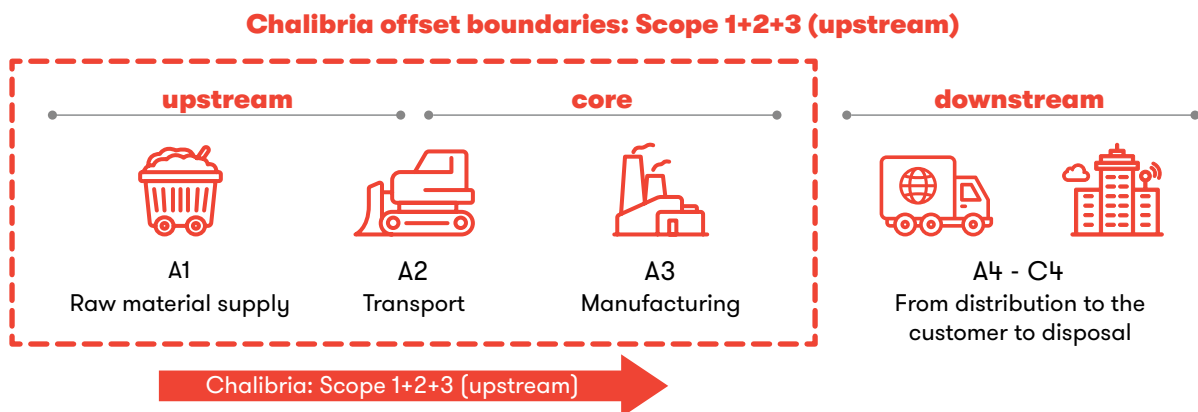 Chalibria offset boundaries: Scope 1+2+3 (upstream)
upstream
core
downstream
A1
Raw material supply
A2
Transport
A3
Manufacturing
A4 - C4
From distribution to the
customer to disposal
Chalibria: Scope 1+2+3 (upstream)